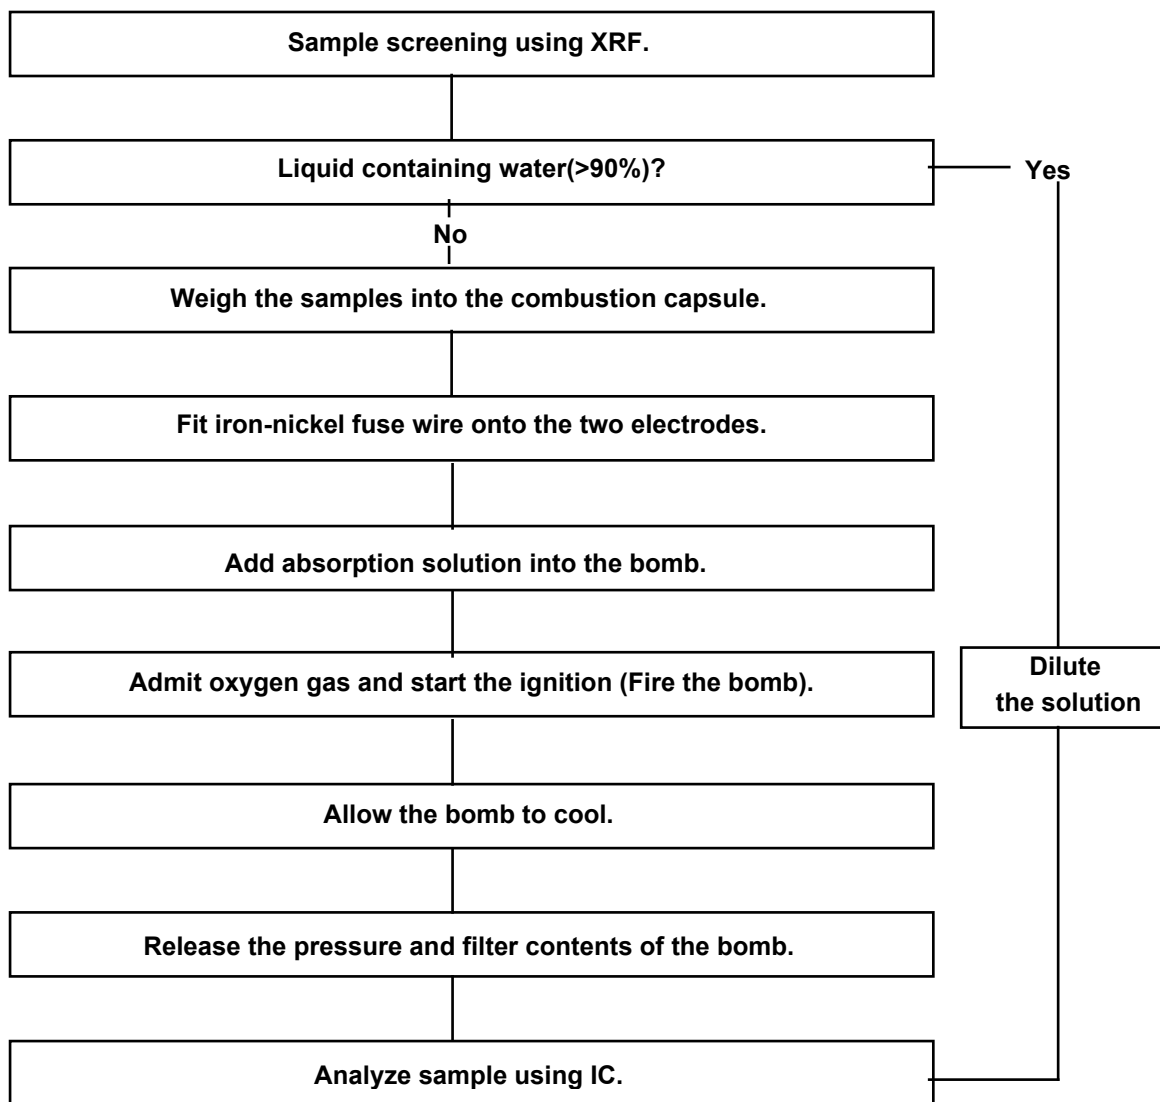 Sample screening using XRF.
Liquid containing water(>90%)?
Yes
No
Weigh the samples into the combustion capsule.
Fit iron-nickel fuse wire onto the two electrodes.
Add absorption solution into the bomb.
Admit oxygen gas and start the ignition (Fire the bomb).
Dilute
the solution
Allow the bomb to cool.
Release the pressure and filter contents of the bomb.
Analyze sample using IC.